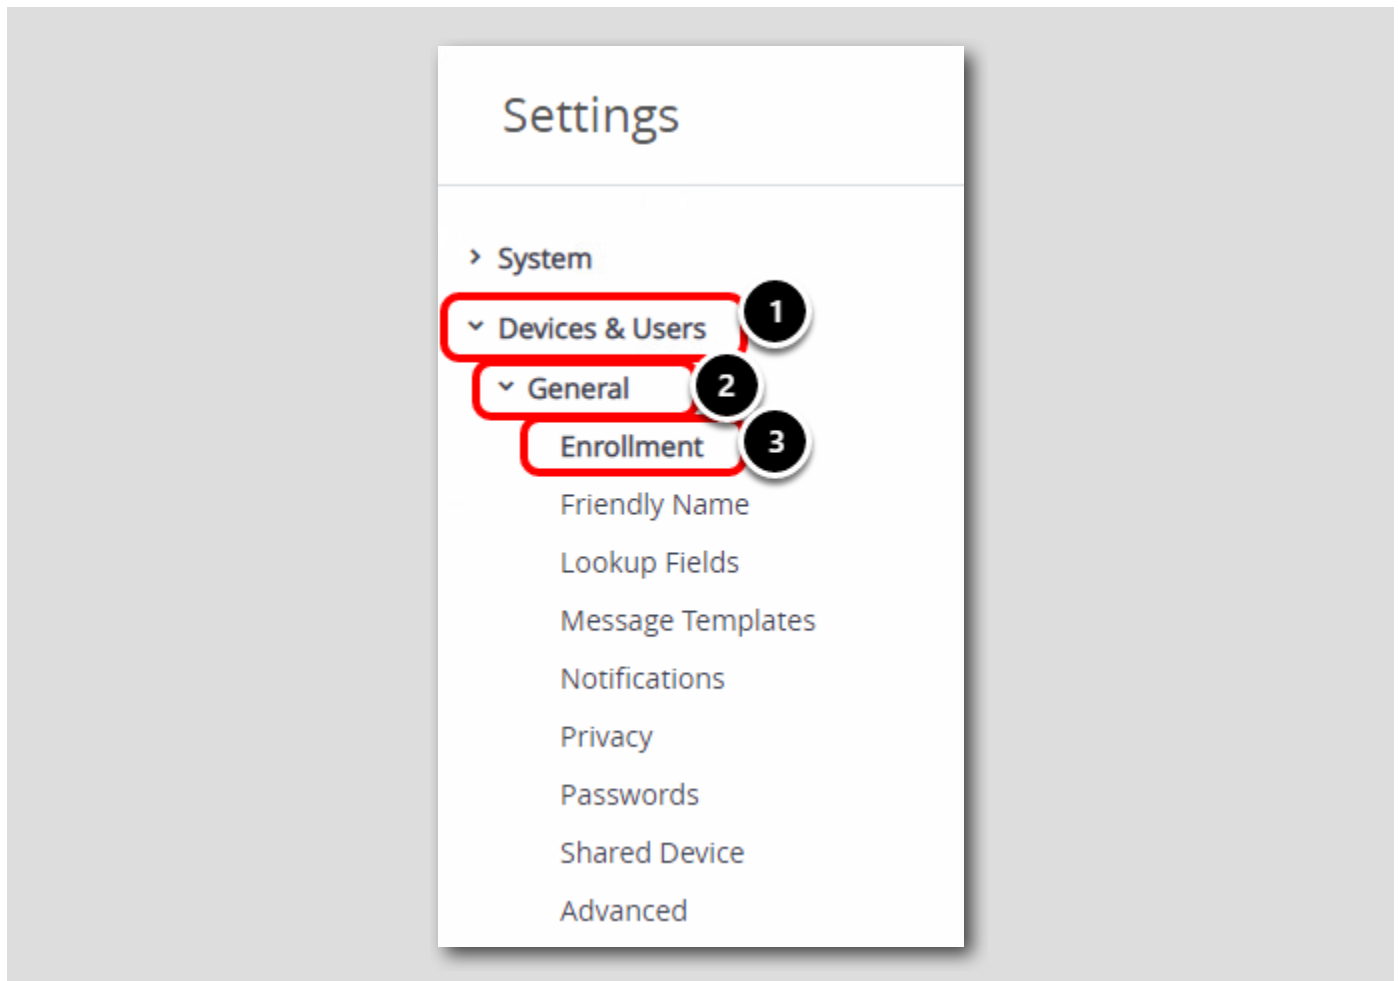 Settings
System
Devices & Users 1
General 2
Enrollment 3
Friendly Name
Lookup Fields
Message Templates
Notifications
Privacy
Passwords
Shared Device
Advanced